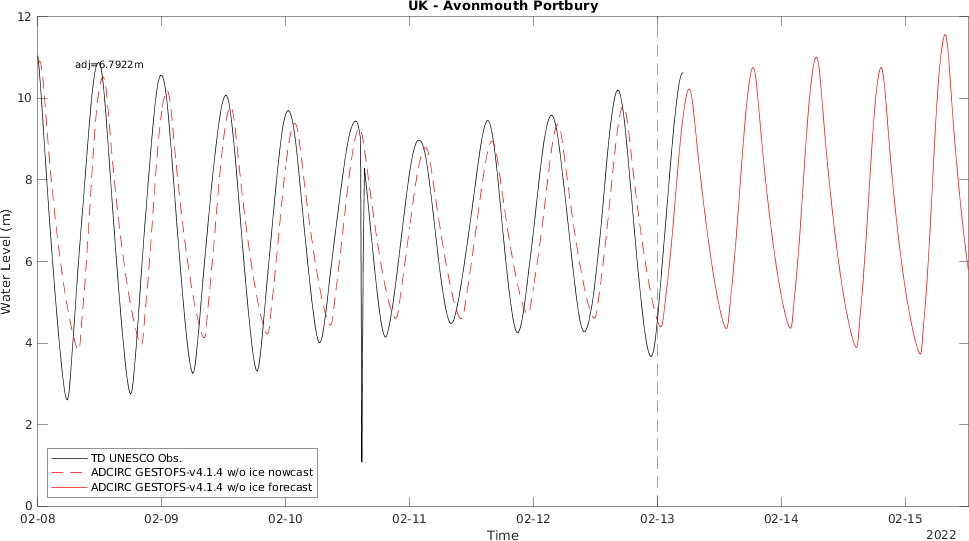 UK - Avonmouth Portbury
adj=6.7922m
12
10
8
6
4
2
0
Water Level (m)
TD UNESCO Obs.
ADCIRC GESTOFS-v4.1.4 w/o ice nowcast
ADCIRC GESTOFS-v4.1.4 w/o ice forecast
02-08 02-09 02-10 02-11 02-12 02-13 02-14 02-15
Time
2022